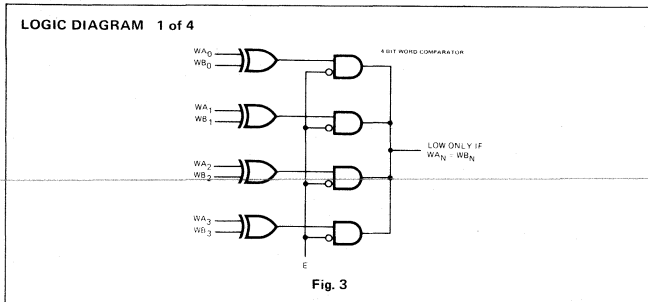 LOGIC DIAGRAM 1 of 4
4 BIT WORD COMPARATOR
WA0
WB0
WA1
WB1
WA2
WB2
WA3
WB3
LOW ONLY IF
WAN = WBN
E
Fig. 3